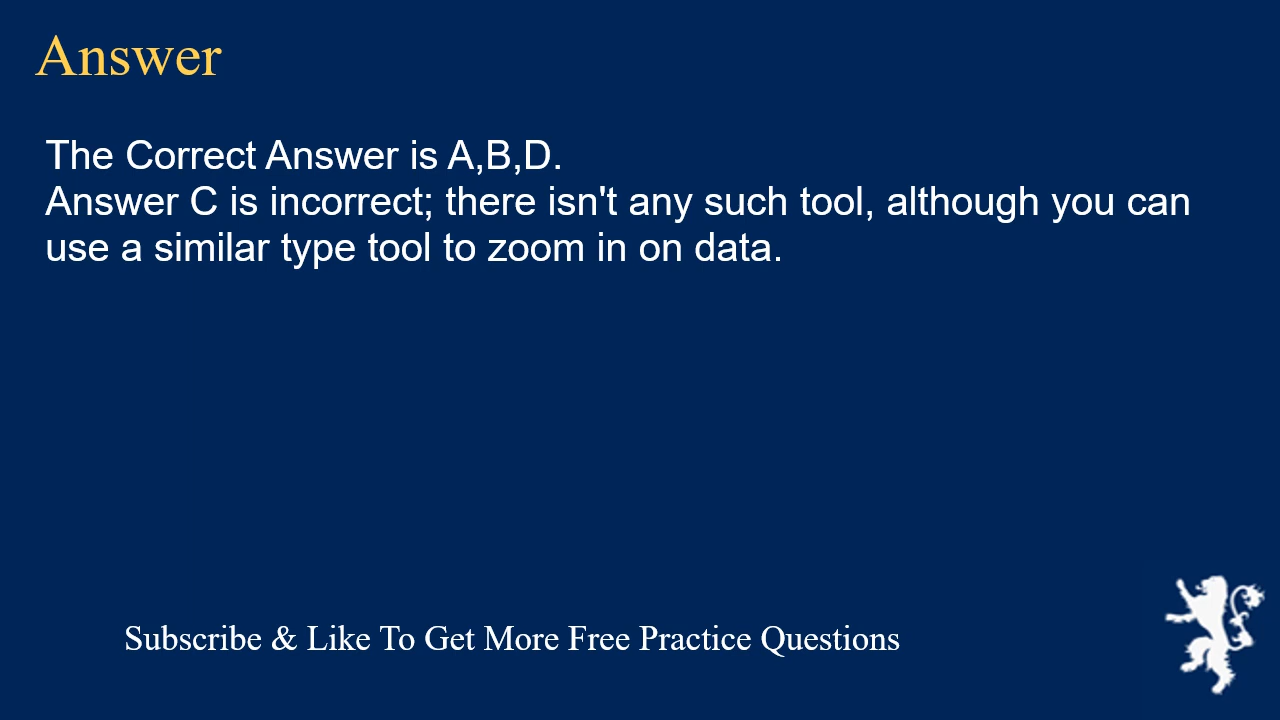 Answer
The Correct Answer is A,B,D.
Answer C is incorrect; there isn't any such tool, although you can
use a similar type tool to zoom in on data.
Subscribe & Like To Get More Free Practice Questions